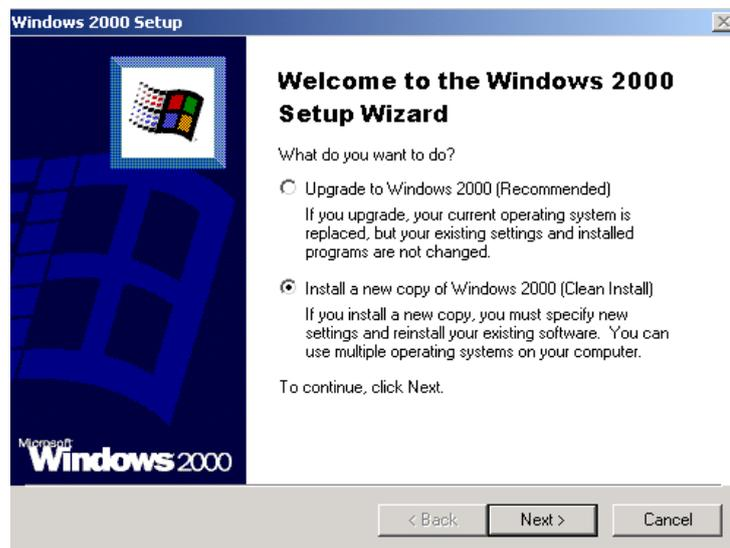 Windows 2000 Setup
Welcome to the Windows 2000
Setup Wizard
What do you want to do?
Upgrade to Windows 2000 (Recommended)
If you upgrade, your current operating system is
replaced, but your existing settings and installed
programs are not changed.
Install a new copy of Windows 2000 (Clean Install)
If you install a new copy, you must specify new
settings and reinstall your existing software.  You can
use multiple operating systems on your computer.
To continue, click Next.
Microsoft
Windows 2000
< Back
Next >
Cancel